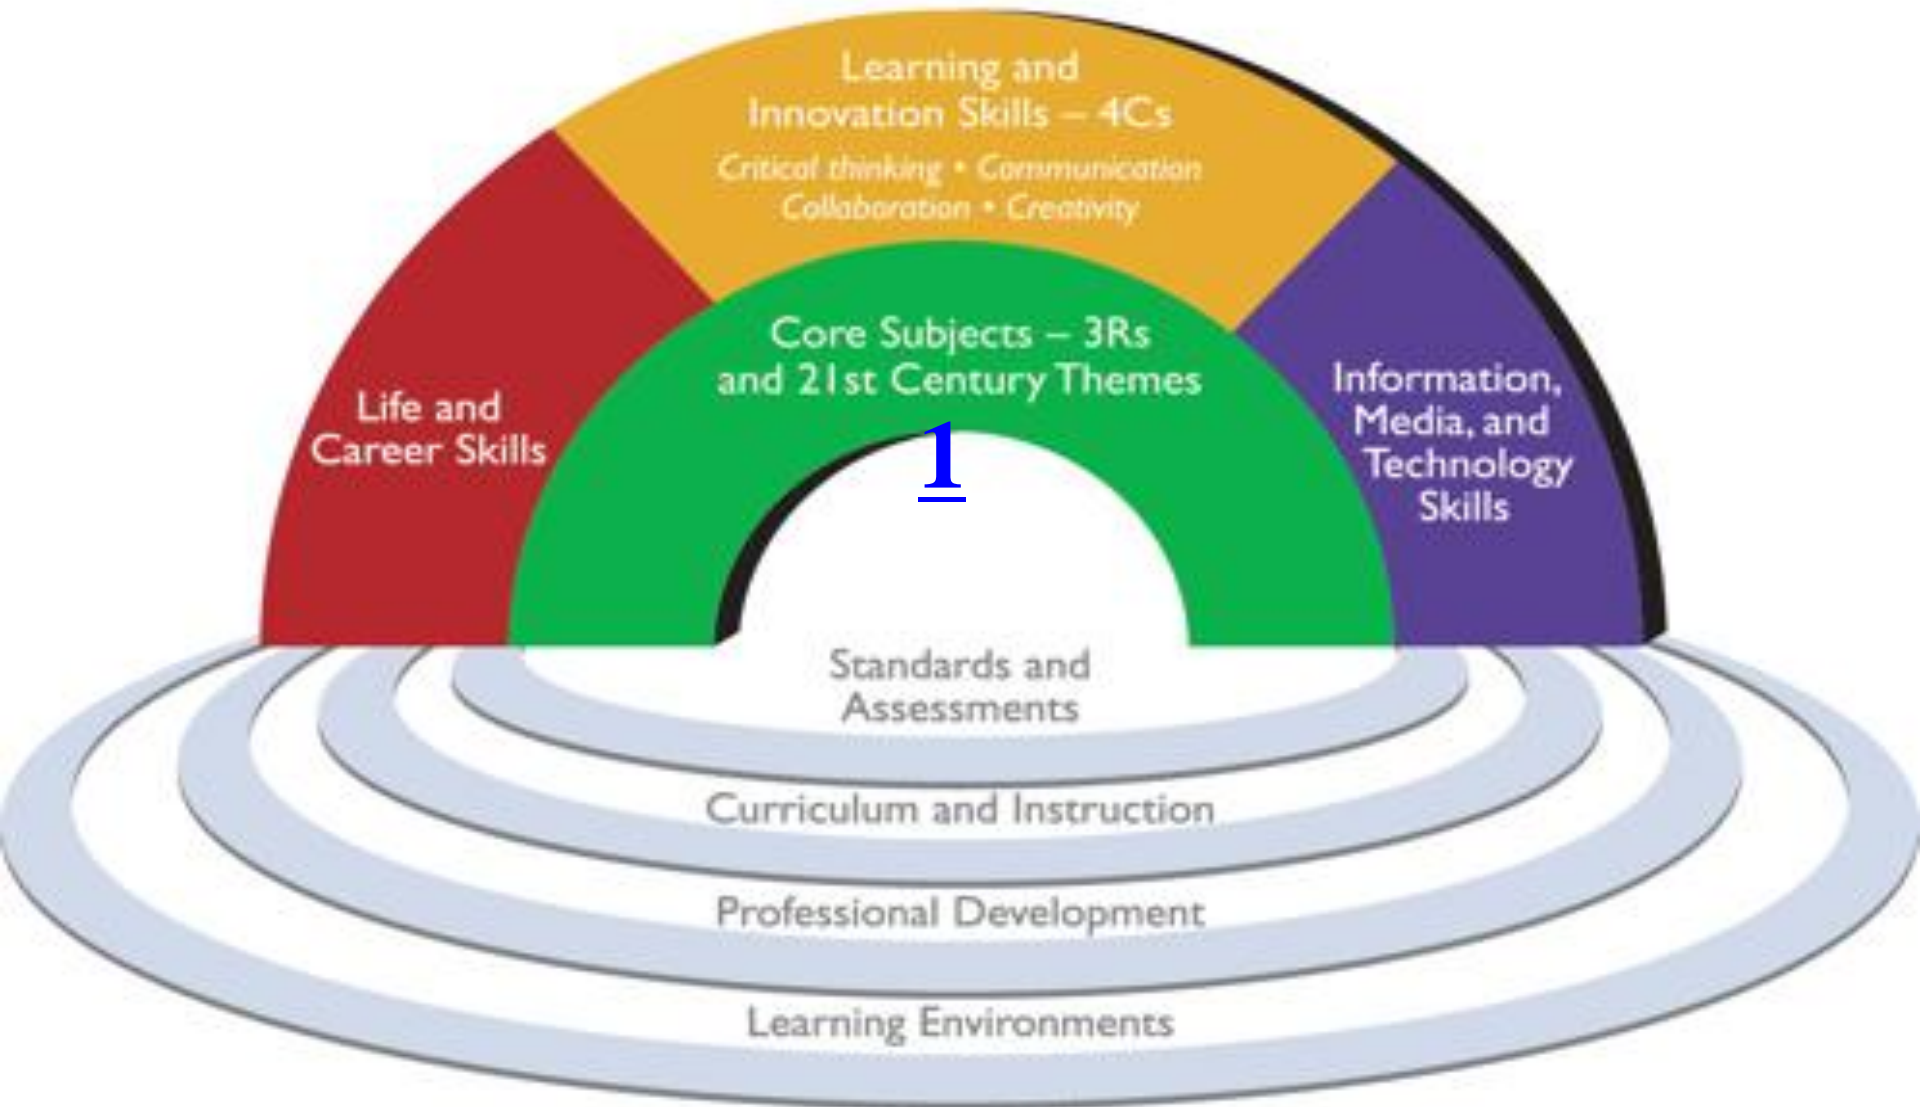 Learning and
Innovation Skills – 4Cs
Critical thinking • Communication
Collaboration • Creativity
Core Subjects – 3Rs
and 21st Century Themes
Life and
Career Skills
Information,
Media, and
Technology
Skills
1
Standards and
Assessments
Curriculum and Instruction
Professional Development
Learning Environments